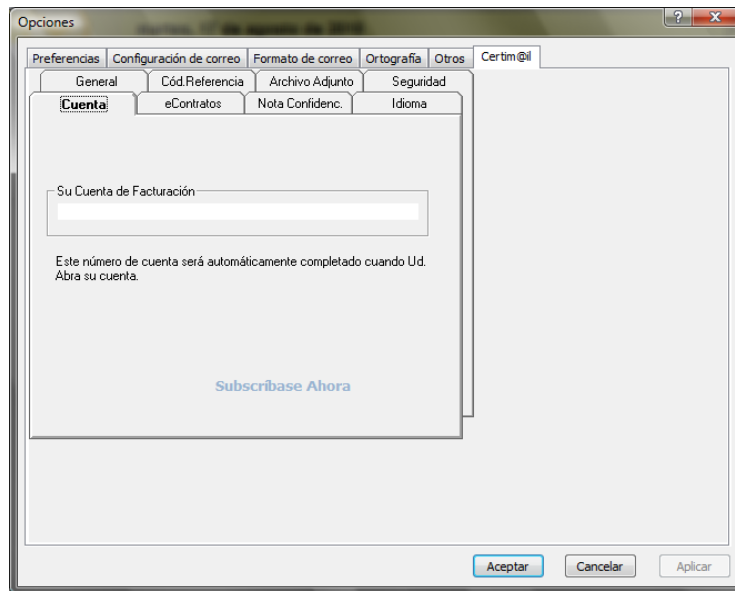 Opciones
Preferencias Configuración de correo Formato de correo Ortografía Otros Certim@il
General Cód.Referencia Archivo Adjunto Seguridad
Cuenta eContratos Nota Confidenc. Idioma
Su Cuenta de Facturación
Este número de cuenta será automáticamente completado cuando Ud.
Abra su cuenta.
Subscríbase Ahora
Aceptar Cancelar Aplicar